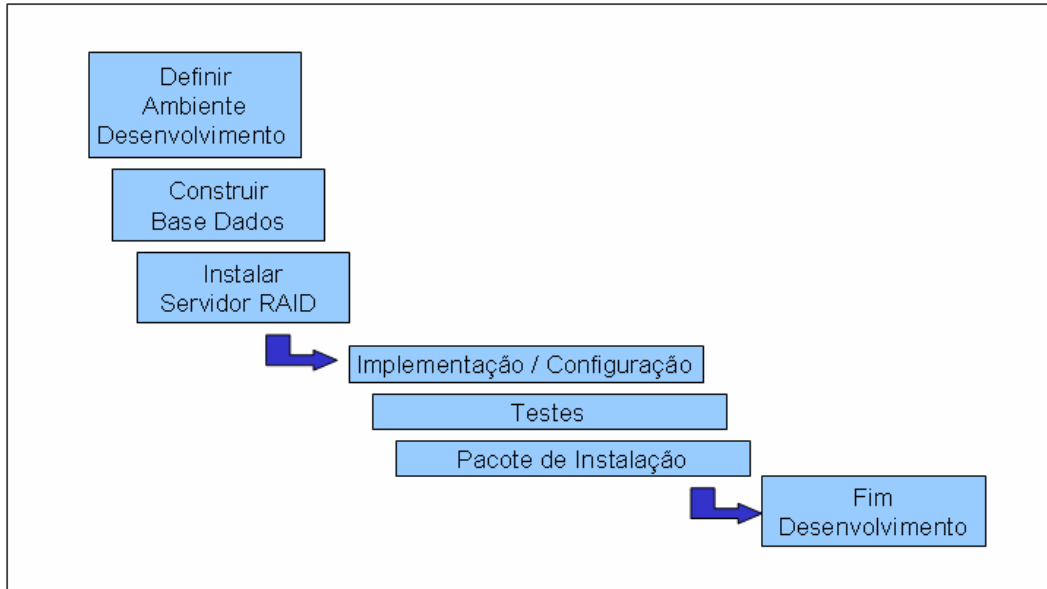 Definir
Ambiente
Desenvolvimento
Construir
Base Dados
Instalar
Servidor RAID
Implementação / Configuração
Testes
Pacote de Instalação
Fim
Desenvolvimento